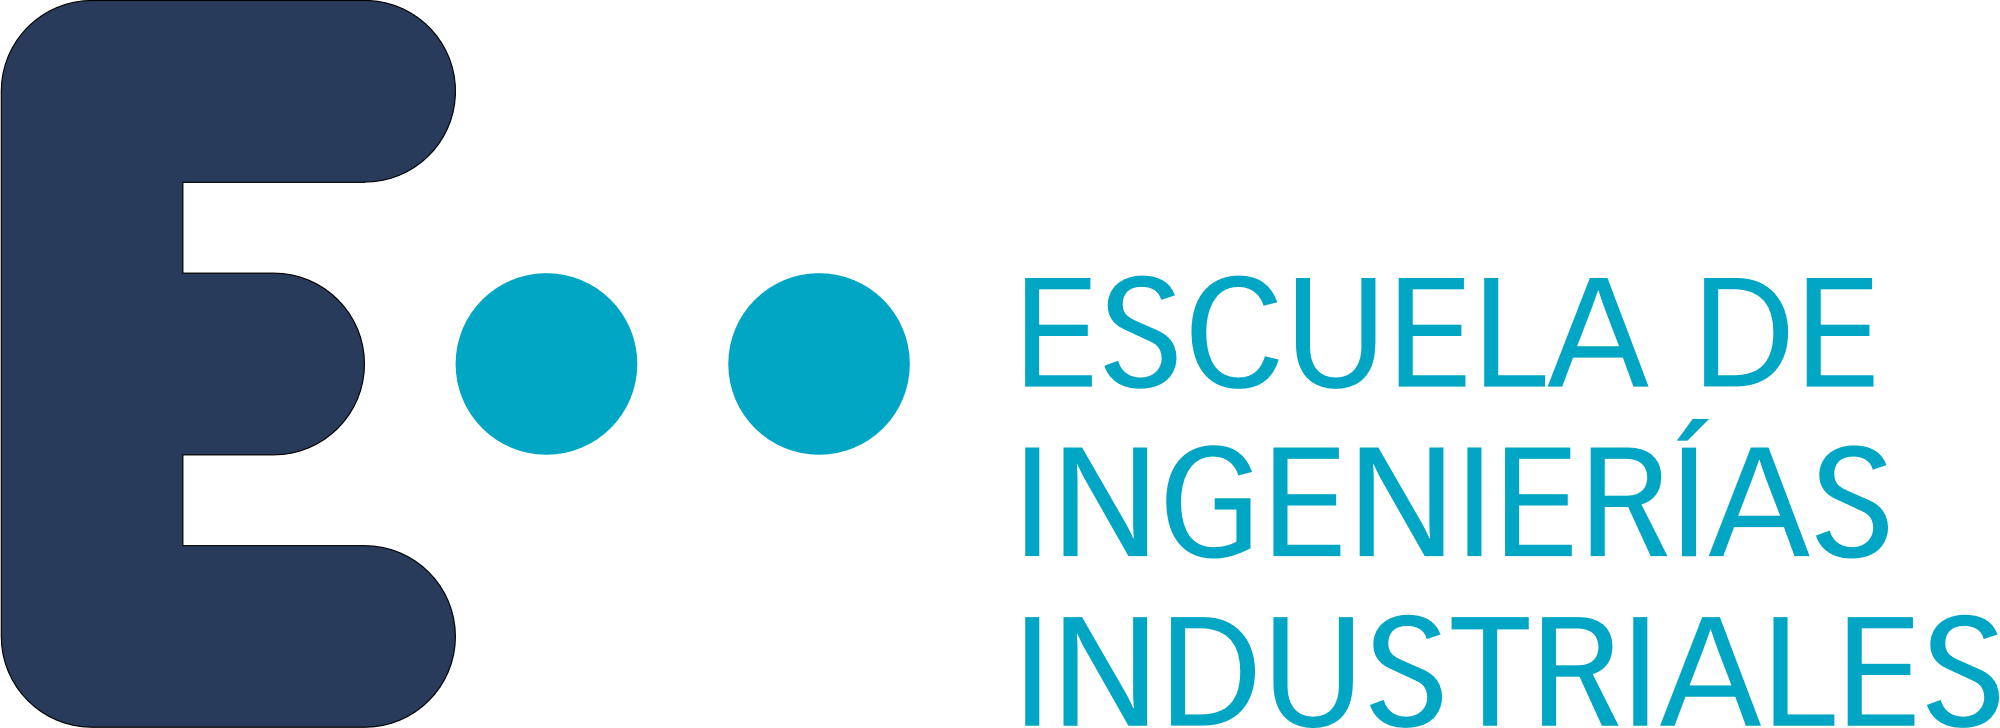 E
ESCUELA DE
INGENIERÍAS
INDUSTRIALES